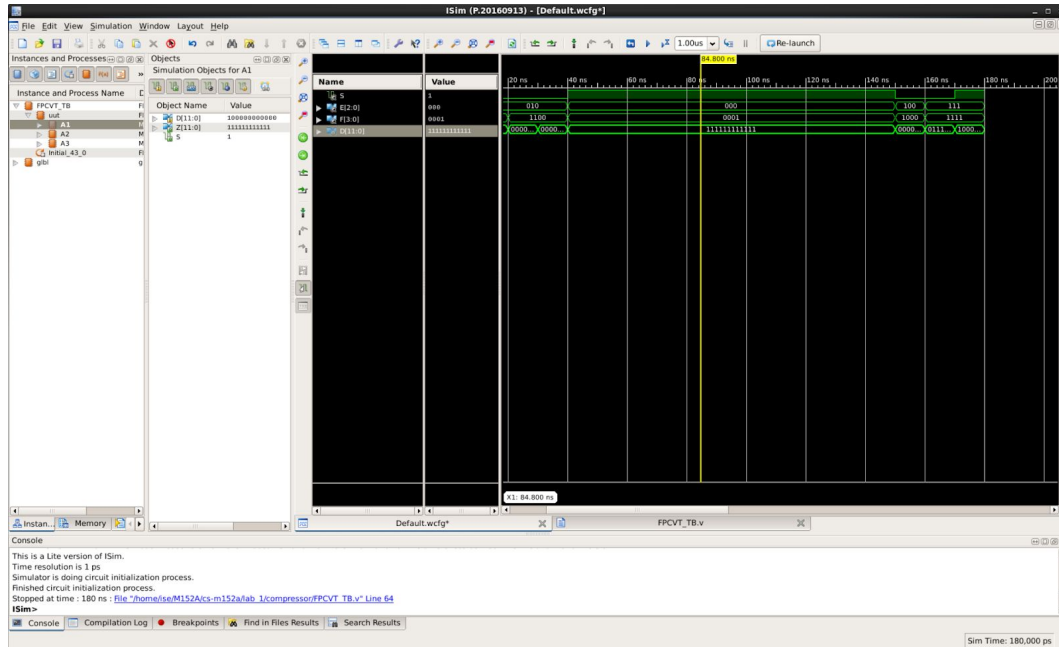 ISim (P.20160913) - [Default.wcfg*]
File Edit View Simulation Window Layout Help
1.00us Re-launch
Instances and Processes
Instance and Process Name
FPCVT_TB
uut
A1
A2
A3
Initial_43_0
glbl
Instan... Memory
Objects
Simulation Objects for A1
Object Name Value
D[11:0] 100000000000
Z[11:0] 111111111111
S 1
Name Value
S 1
E[2:0] 000
F[3:0] 0001
D[11:0] 111111111111
84.800 ns
20 ns 40 ns 60 ns 80 ns 100 ns 120 ns 140 ns 160 ns 180 ns 200
010 000 100 111
1100 0001 1000 1111
0000... 0000... 111111111111 0000... 0111... 1000...
X1: 84.800 ns
Default.wcfg* FPCVT_TB.v
Console
This is a Lite version of ISim.
Time resolution is 1 ps
Simulator is doing circuit initialization process.
Finished circuit initialization process.
Stopped at time : 180 ns : File "/home/ise/M152A/cs-m152a/lab_1/compressor/FPCVT_TB.v" Line 64
ISim>
Console Compilation Log Breakpoints Find in Files Results Search Results
Sim Time: 180,000 ps